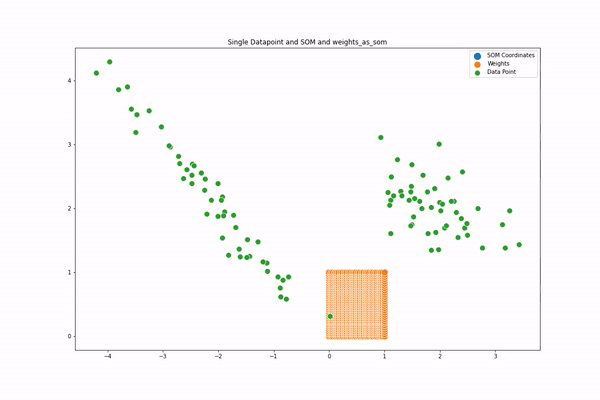 Single Datapoint and SOM and weights_as_som
SOM Coordinates
Weights
Data Point
4
3
2
1
0
−4 −3 −2 −1 0 1 2 3